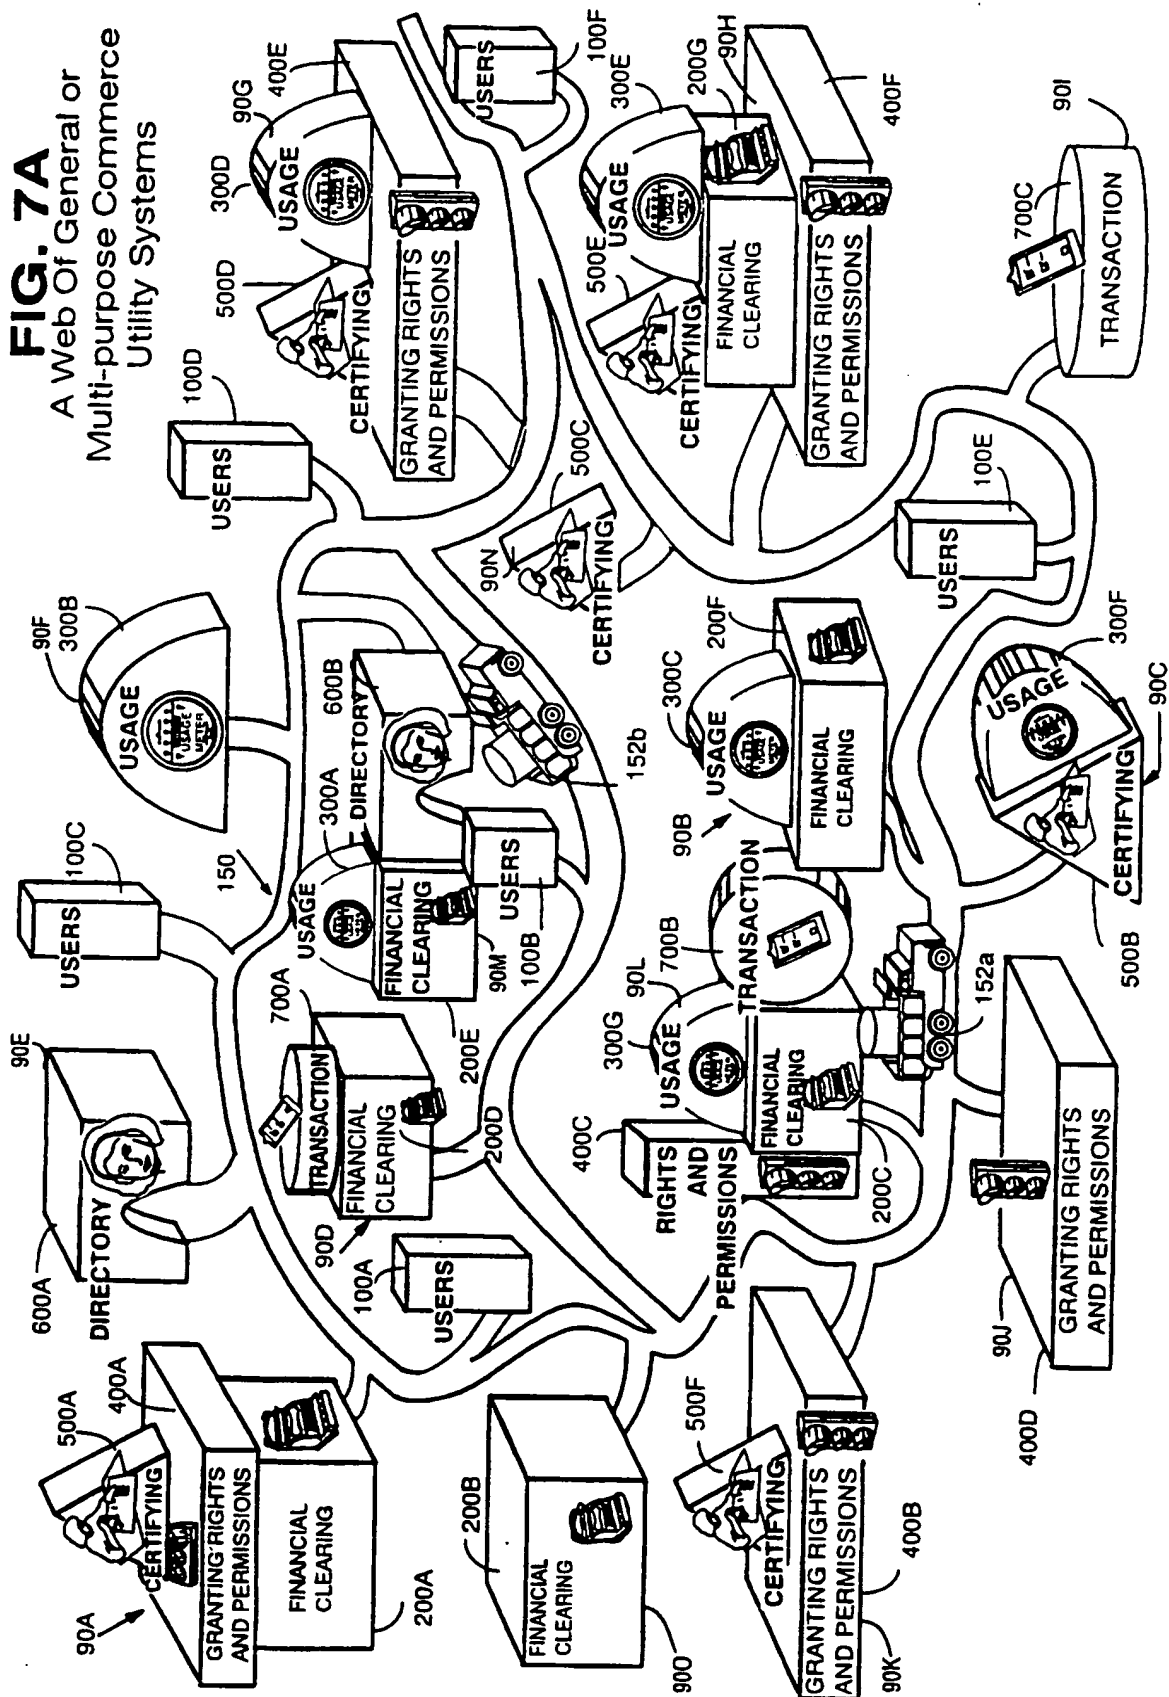 FIG. 7A
A Web Of General or
Multi-purpose Commerce
Utility Systems
90A
500A
400A
CERTIFYING
GRANTING RIGHTS
AND PERMISSIONS
FINANCIAL
CLEARING
200A
600A
90E
DIRECTORY
100C
USERS
150
90F
300B
USAGE
USAGE
METER
100D
USERS
500D
300D
90G
400E
USAGE
USAGE
METER
CERTIFYING
GRANTING RIGHTS
AND PERMISSIONS
USERS
100F
90D
700A
TRANSACTION
FINANCIAL
CLEARING
200D
100A
USERS
USAGE
300A
FINANCIAL
CLEARING
90M
200E
DIRECTORY
600B
USERS
100B
152b
90N
500C
CERTIFYING
500E
300E
USAGE
USAGE
METER
CERTIFYING
200G
90H
FINANCIAL
CLEARING
GRANTING RIGHTS
AND PERMISSIONS
400F
200B
FINANCIAL
CLEARING
90O
400C
RIGHTS
AND
PERMISSIONS
300G
90L
USAGE
FINANCIAL
CLEARING
200C
700B
TRANSACTION
90B
300C
USAGE
FINANCIAL
CLEARING
200F
152a
500F
CERTIFYING
GRANTING RIGHTS
AND PERMISSIONS
400B
90K
90J
GRANTING RIGHTS
AND PERMISSIONS
400D
500B
CERTIFYING
90C
USAGE
300F
USERS
100E
700C
TRANSACTION
90I